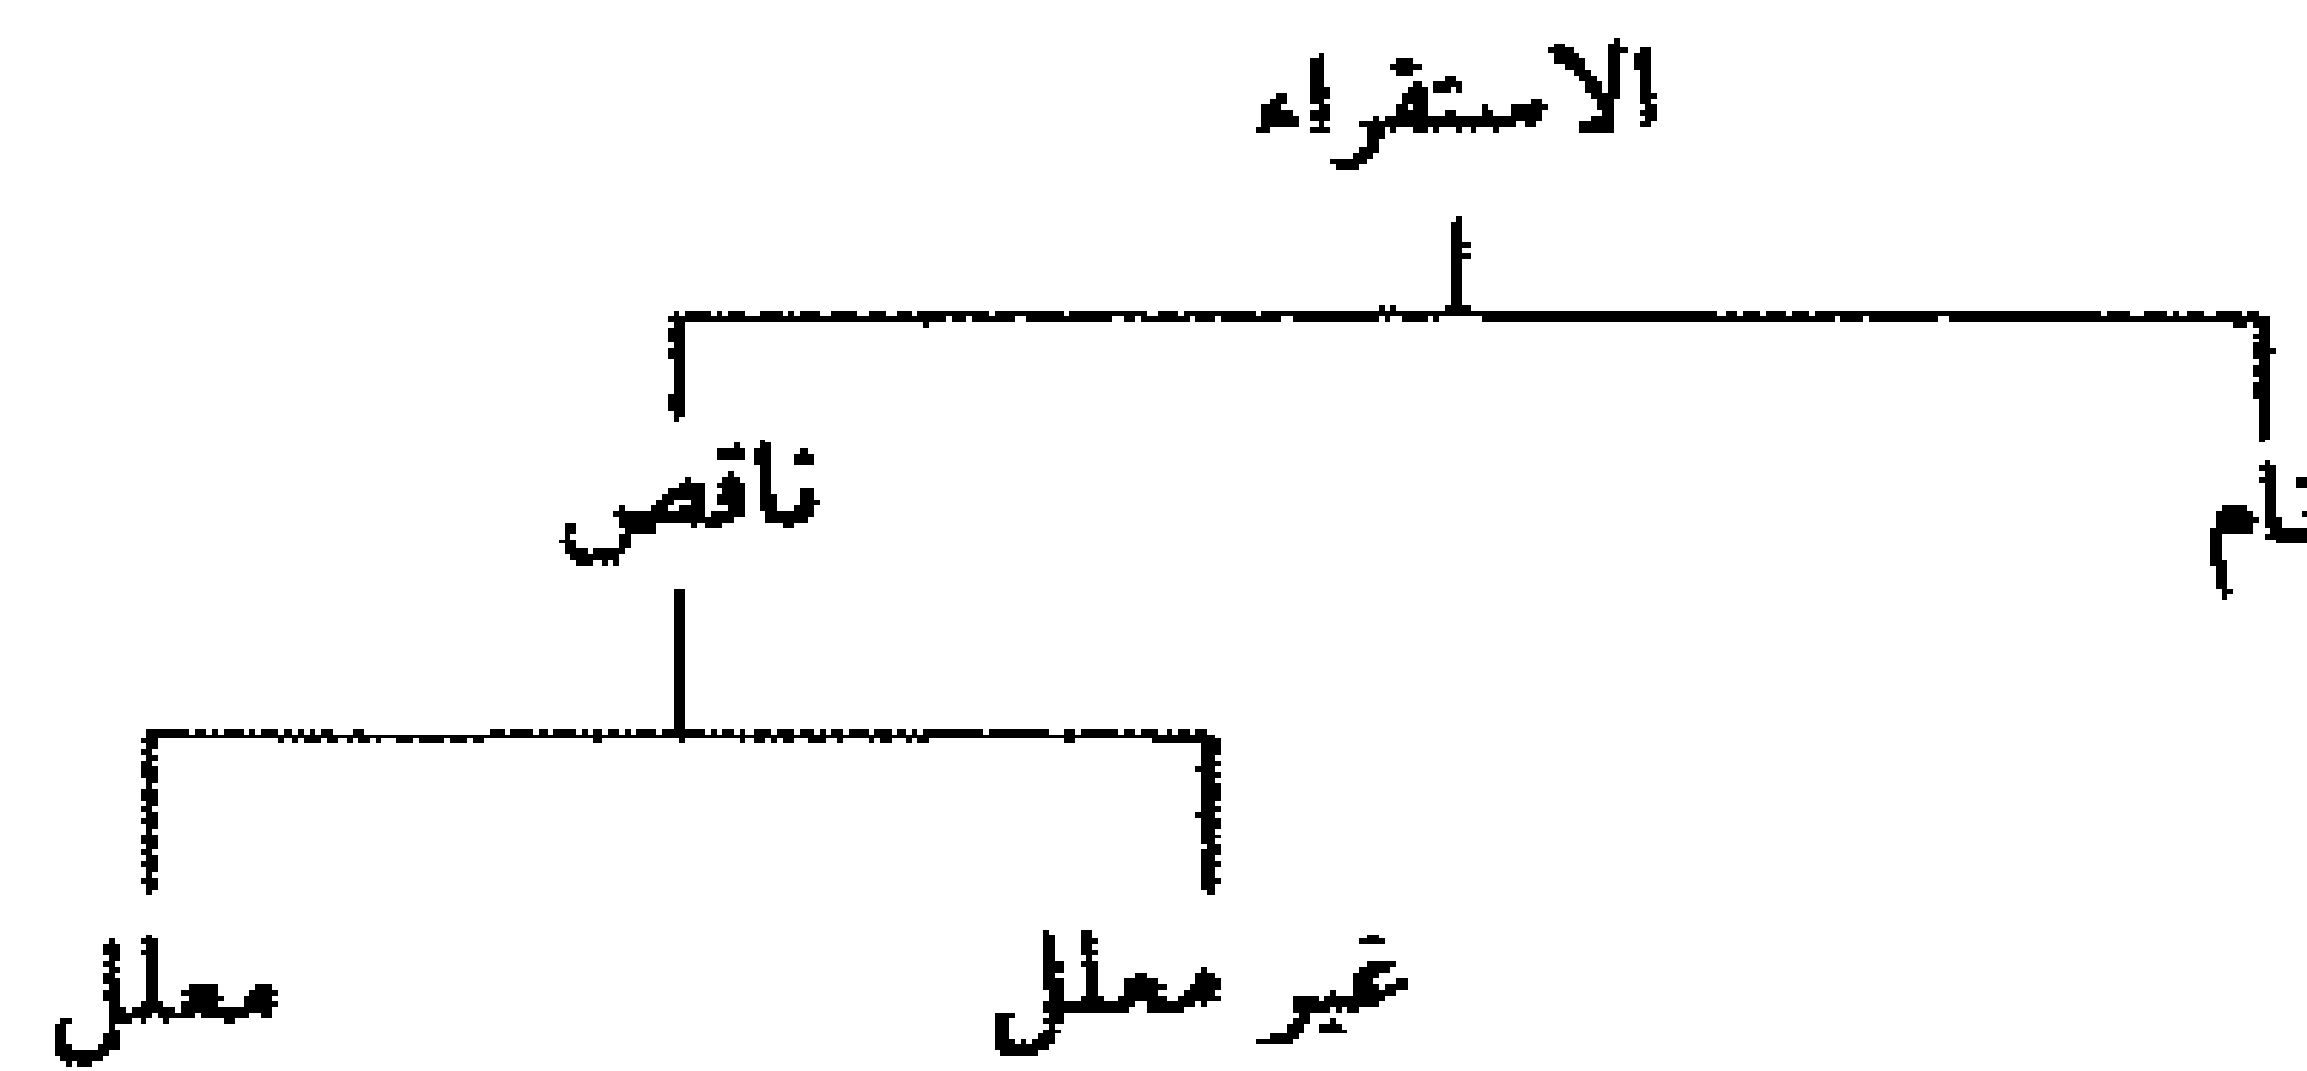 الاستقراء
تام
ناقص
غير معلل
معلل